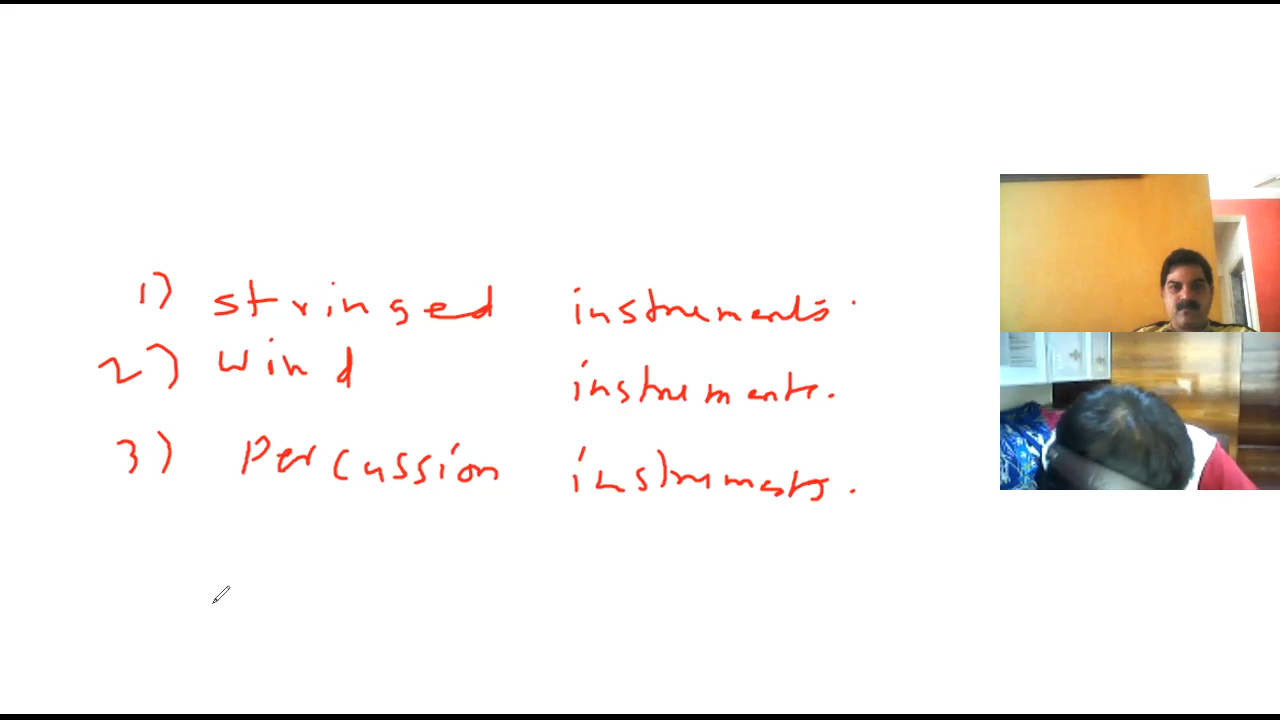 1) stringed instruments.
2) wind instruments.
3) Percussion instruments.